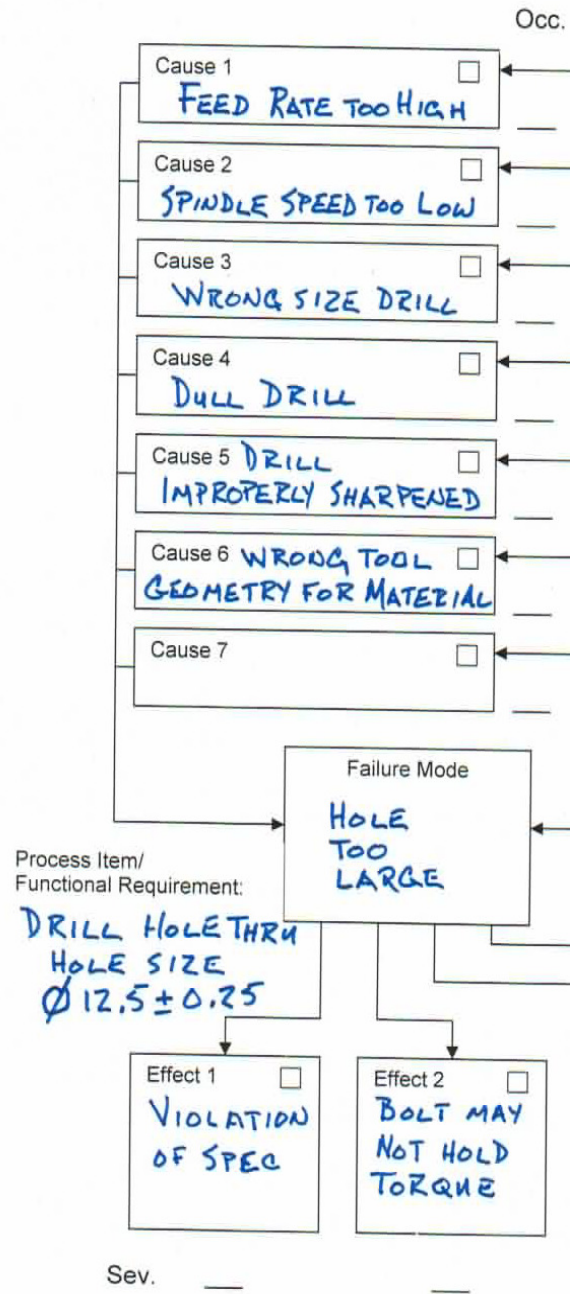 Occ.
Cause 1
FEED RATE TOO HIGH
Cause 2
SPINDLE SPEED TOO LOW
Cause 3
WRONG SIZE DRILL
Cause 4
DULL DRILL
Cause 5 DRILL
IMPROPERLY SHARPENED
Cause 6 WRONG TOOL
GEOMETRY FOR MATERIAL
Cause 7
Failure Mode
HOLE
TOO
LARGE
Process Item/
Functional Requirement:
DRILL HOLE THRU
HOLE SIZE
Ø 12.5 ± 0.25
Effect 1
VIOLATION
OF SPEC
Effect 2
BOLT MAY
NOT HOLD
TORQUE
Sev.